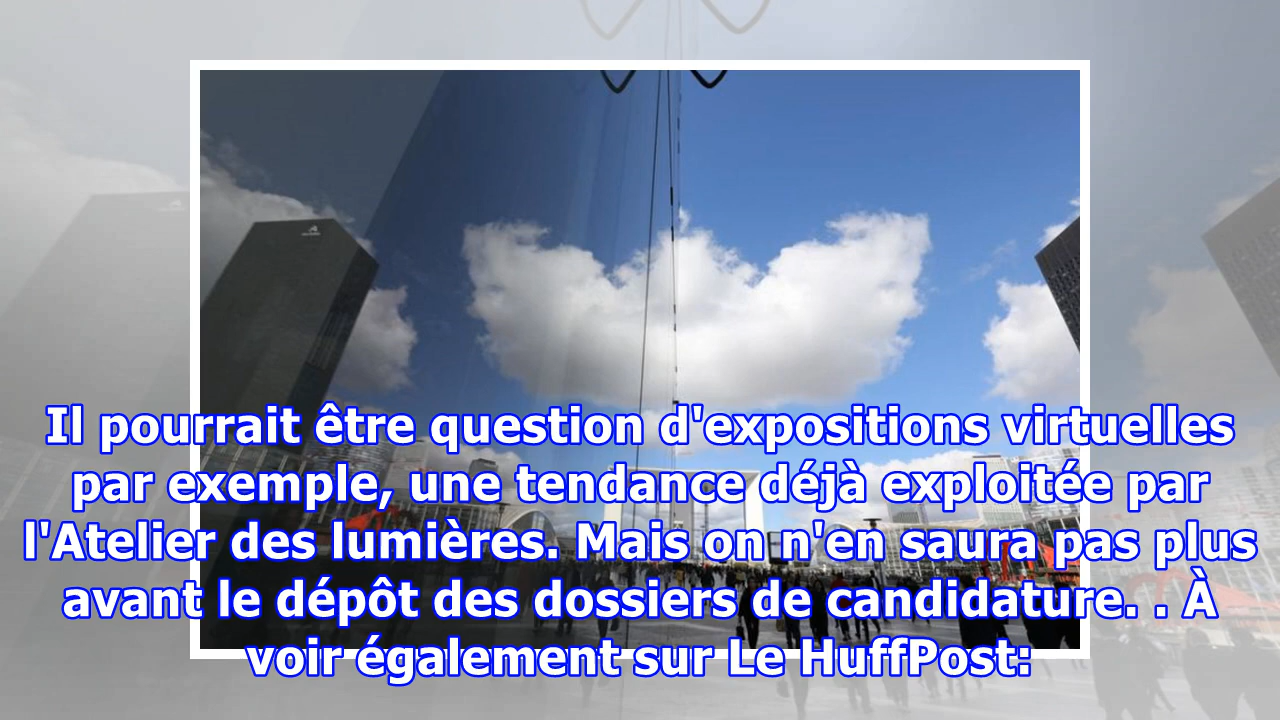 Il pourrait être question d'expositions virtuelles
par exemple, une tendance déjà exploitée par
l'Atelier des lumières. Mais on n'en saura pas plus
avant le dépôt des dossiers de candidature. . À
voir également sur Le HuffPost: